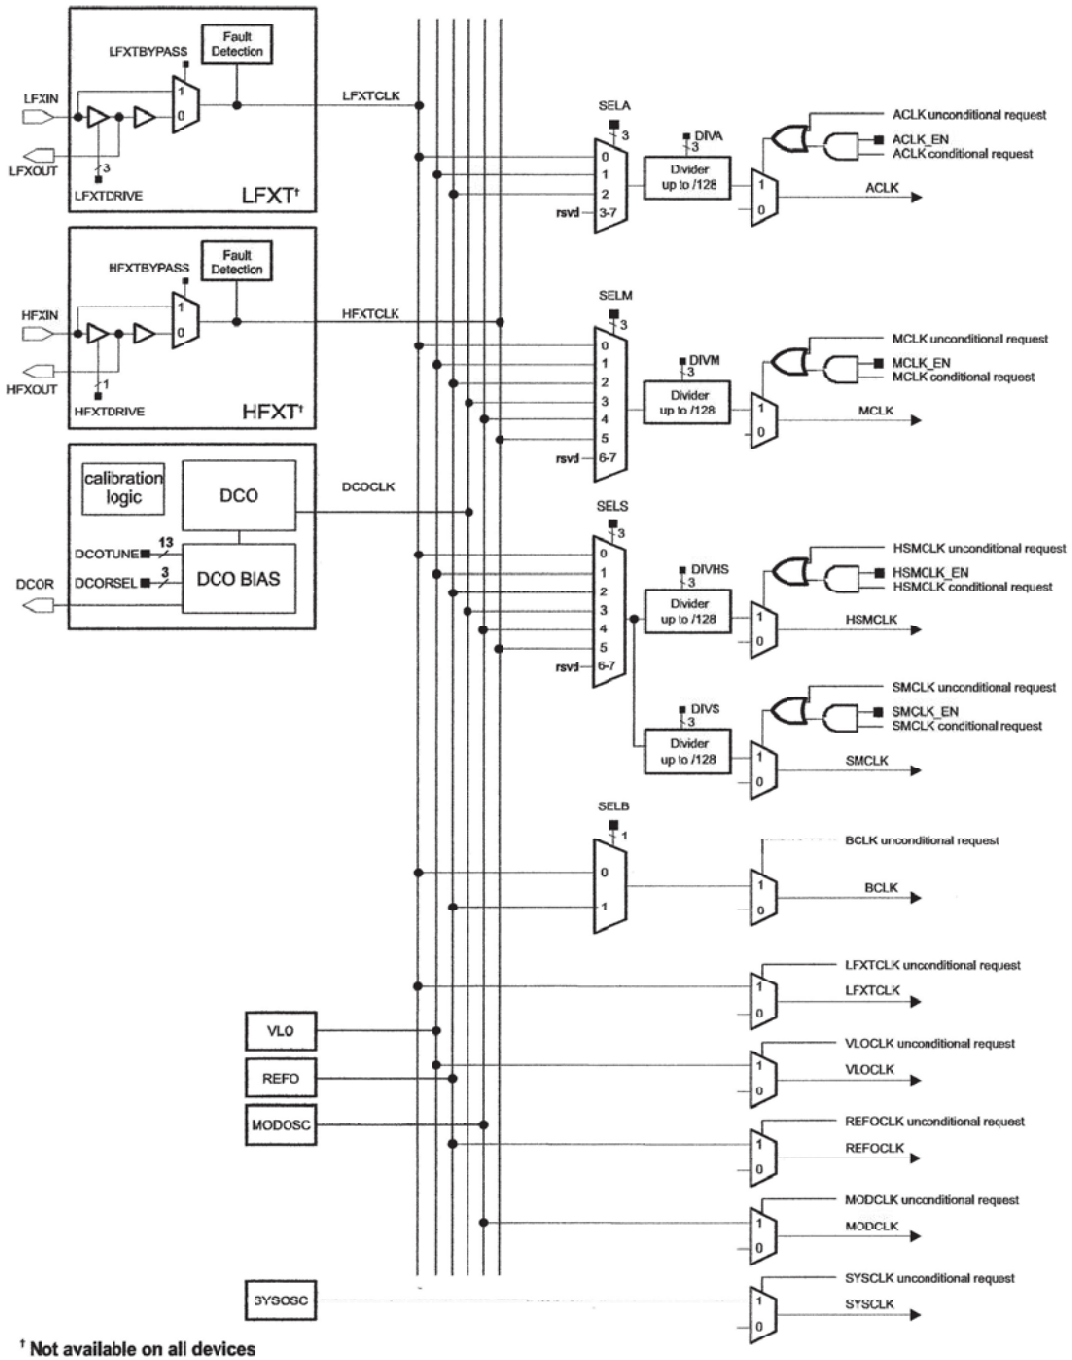 LFXTBYPASS
Fault
Detection
LFXIN
1
0
LFXOUT
3
LFXTDRIVE
LFXT†
LFXTCLK
HFXTBYPASS
Fault
Detection
HFXIN
1
0
HFXOUT
1
HFXTDRIVE
HFXT†
HFXTCLK
calibration
logic
DCO
DCOTUNE
13
DCORSEL
3
DCO BIAS
DCOR
DCOCLK
SELA
3
0
1
2
rsvd
3-7
DIVA
3
Divider
up to /128
ACLK unconditional request
ACLK_EN
ACLK conditional request
1
0
ACLK
SELM
3
0
1
2
3
4
5
rsvd
6-7
DIVM
3
Divider
up to /128
MCLK unconditional request
MCLK_EN
MCLK conditional request
1
0
MCLK
SELS
3
0
1
2
3
4
5
rsvd
6-7
DIVHS
3
Divider
up to /128
HSMCLK unconditional request
HSMCLK_EN
HSMCLK conditional request
1
0
HSMCLK
DIVS
3
Divider
up to /128
SMCLK unconditional request
SMCLK_EN
SMCLK conditional request
1
0
SMCLK
SELB
1
0
1
BCLK unconditional request
1
0
BCLK
LFXTCLK unconditional request
1
0
LFXTCLK
VLO
VLOCLK unconditional request
1
0
VLOCLK
REFO
MODOSC
REFOCLK unconditional request
1
0
REFOCLK
MODCLK unconditional request
1
0
MODCLK
SYSOSC
SYSCLK unconditional request
1
0
SYSCLK
† Not available on all devices